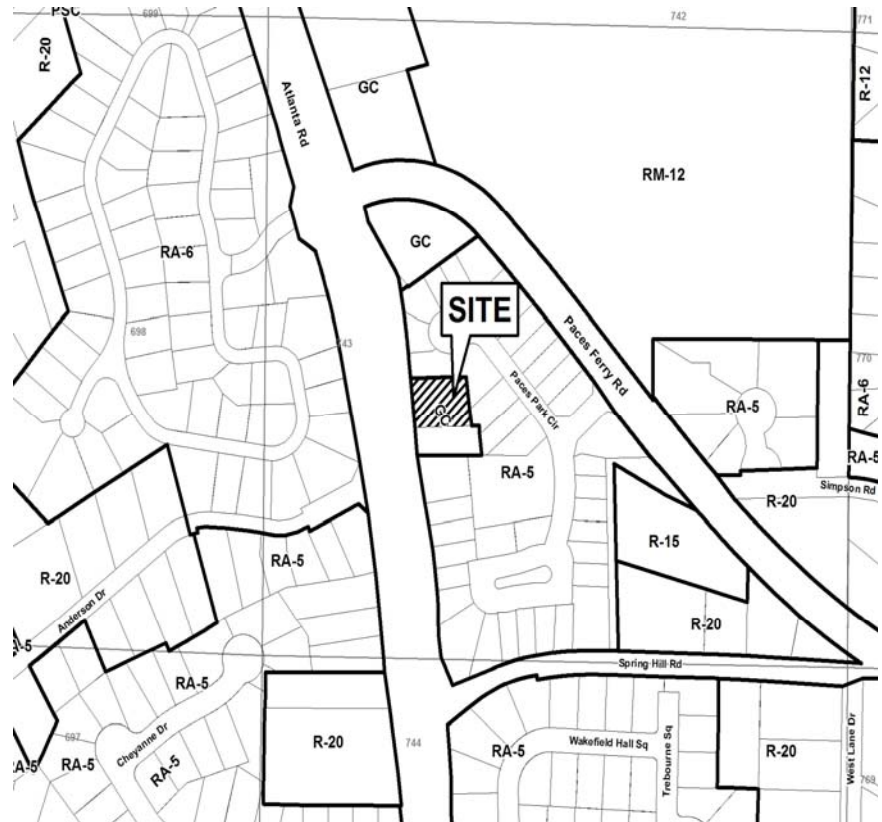 PSC
699
742
771
R-20
Atlanta Rd
GC
R-12
RM-12
RA-6
GC
SITE
698
743
Paces Ferry Rd
770
Paces Park Cir
GC
RA-5
RA-6
RA-5
RA-5
Simpson Rd
R-20
R-15
RA-5
R-20
Anderson Dr
R-20
Spring Hill Rd
RA-5
R-20
744
RA-5
Wakefield Hall Sq
Trebourne Sq
R-20
West Lane Dr
697
Cheyanne Dr
RA-5
RA-5
769